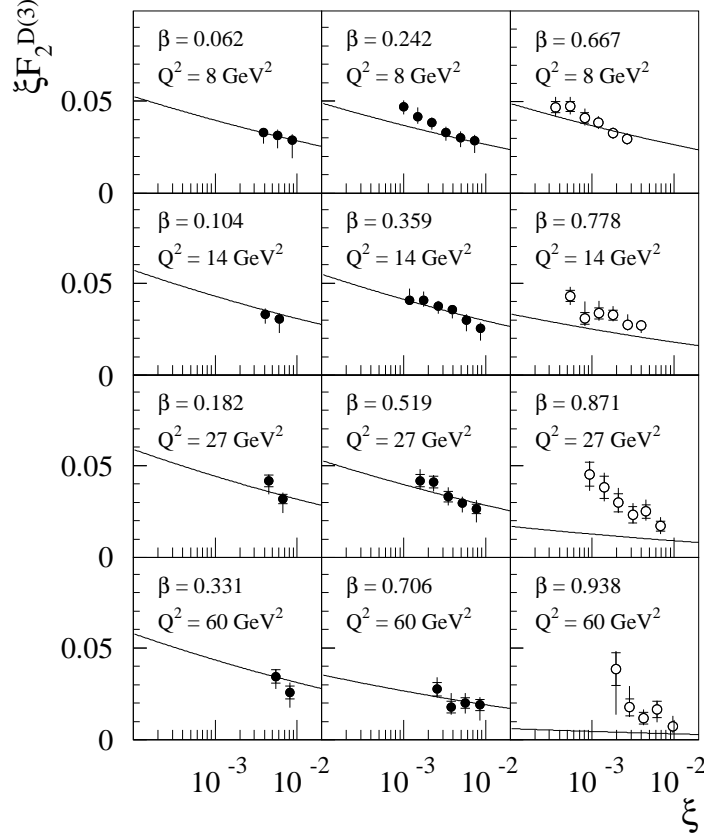 ξF₂ᴰ⁽³⁾
β = 0.062
Q² = 8 GeV²
β = 0.242
Q² = 8 GeV²
β = 0.667
Q² = 8 GeV²
0.05
0
β = 0.104
Q² = 14 GeV²
β = 0.359
Q² = 14 GeV²
β = 0.778
Q² = 14 GeV²
0.05
0
β = 0.182
Q² = 27 GeV²
β = 0.519
Q² = 27 GeV²
β = 0.871
Q² = 27 GeV²
0.05
0
β = 0.331
Q² = 60 GeV²
β = 0.706
Q² = 60 GeV²
β = 0.938
Q² = 60 GeV²
0.05
0
10⁻³ 10⁻² 10⁻³ 10⁻² 10⁻³ 10⁻²
ξ